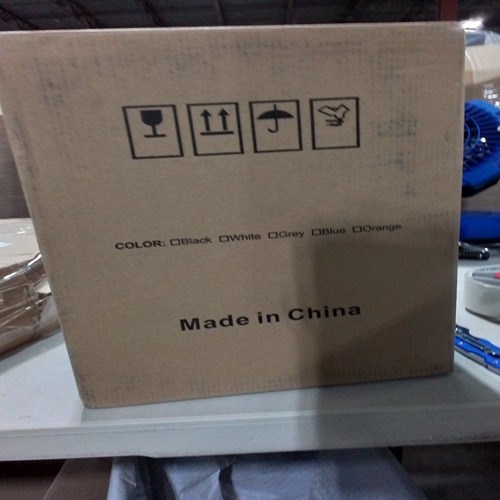 COLOR: □Black □White □Grey □Blue □Orange
Made in China